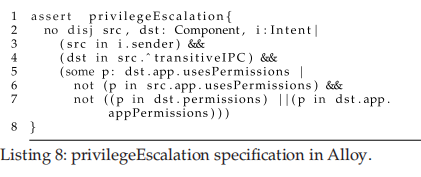 1 assert privilegeEscalation{
2 no disj src, dst: Component, i:Intent|
3 (src in i.sender) &&
4 (dst in src.^transitiveIPC) &&
5 (some p: dst.app.usesPermissions |
6 not (p in src.app.usesPermissions) &&
7 not ((p in dst.permissions) ||(p in dst.app.
appPermissions)))
8 }
Listing 8: privilegeEscalation specification in Alloy.